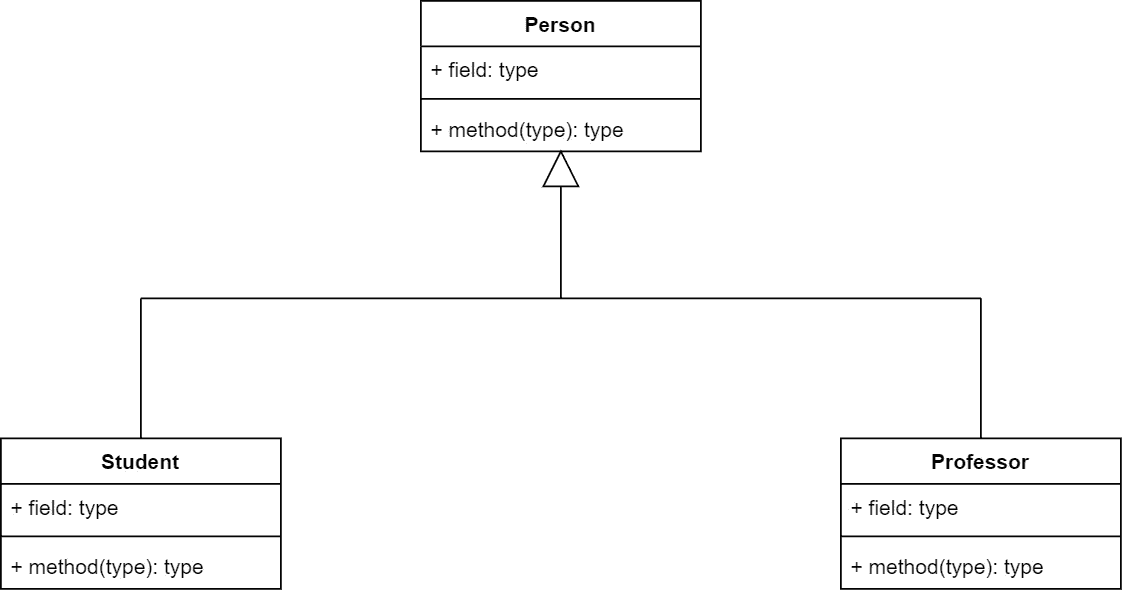 Person
+ field: type
+ method(type): type
Student
+ field: type
+ method(type): type
Professor
+ field: type
+ method(type): type